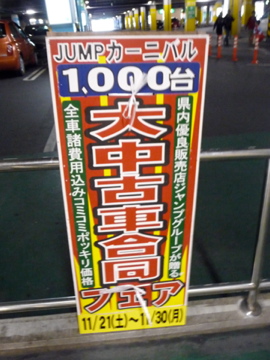 JUMPカーニバル
1,000台
県内優良販売店ジャンプグループが贈る
大中古車合同
全車諸費用込みコミコミポッキリ価格
フェア
11/21(土)〜11/30(月)